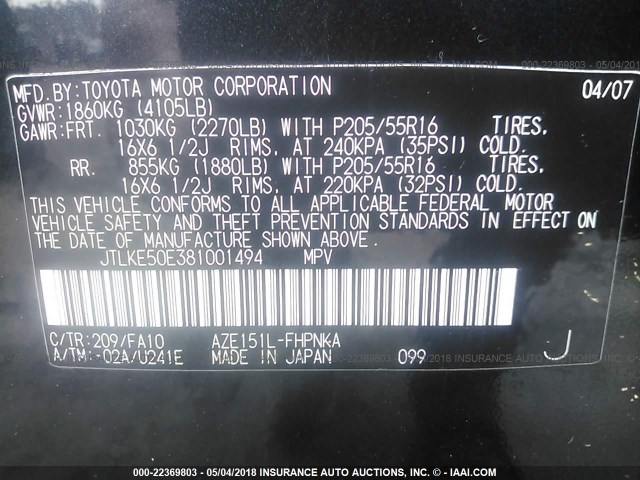 MFD.BY:TOYOTA MOTOR CORPORATION 04/07
GVWR:1860KG (4105LB)
GAWR:FRT. 1030KG (2270LB) WITH P205/55R16 TIRES,
16X6 1/2J RIMS, AT 240KPA (35PSI) COLD.
RR. 855KG (1880LB) WITH P205/55R16 TIRES,
16X6 1/2J RIMS, AT 220KPA (32PSI) COLD.
THIS VEHICLE CONFORMS TO ALL APPLICABLE FEDERAL MOTOR
VEHICLE SAFETY AND THEFT PREVENTION STANDARDS IN EFFECT ON
THE DATE OF MANUFACTURE SHOWN ABOVE.
JTLKE50E381001494 MPV
C/TR:209/FA10 AZE151L-FHPNKA
A/TM:-02A/U241E MADE IN JAPAN 099 J
000-22369803 - 05/04/2018 INSURANCE AUTO AUCTIONS, INC. © - IAAI.COM